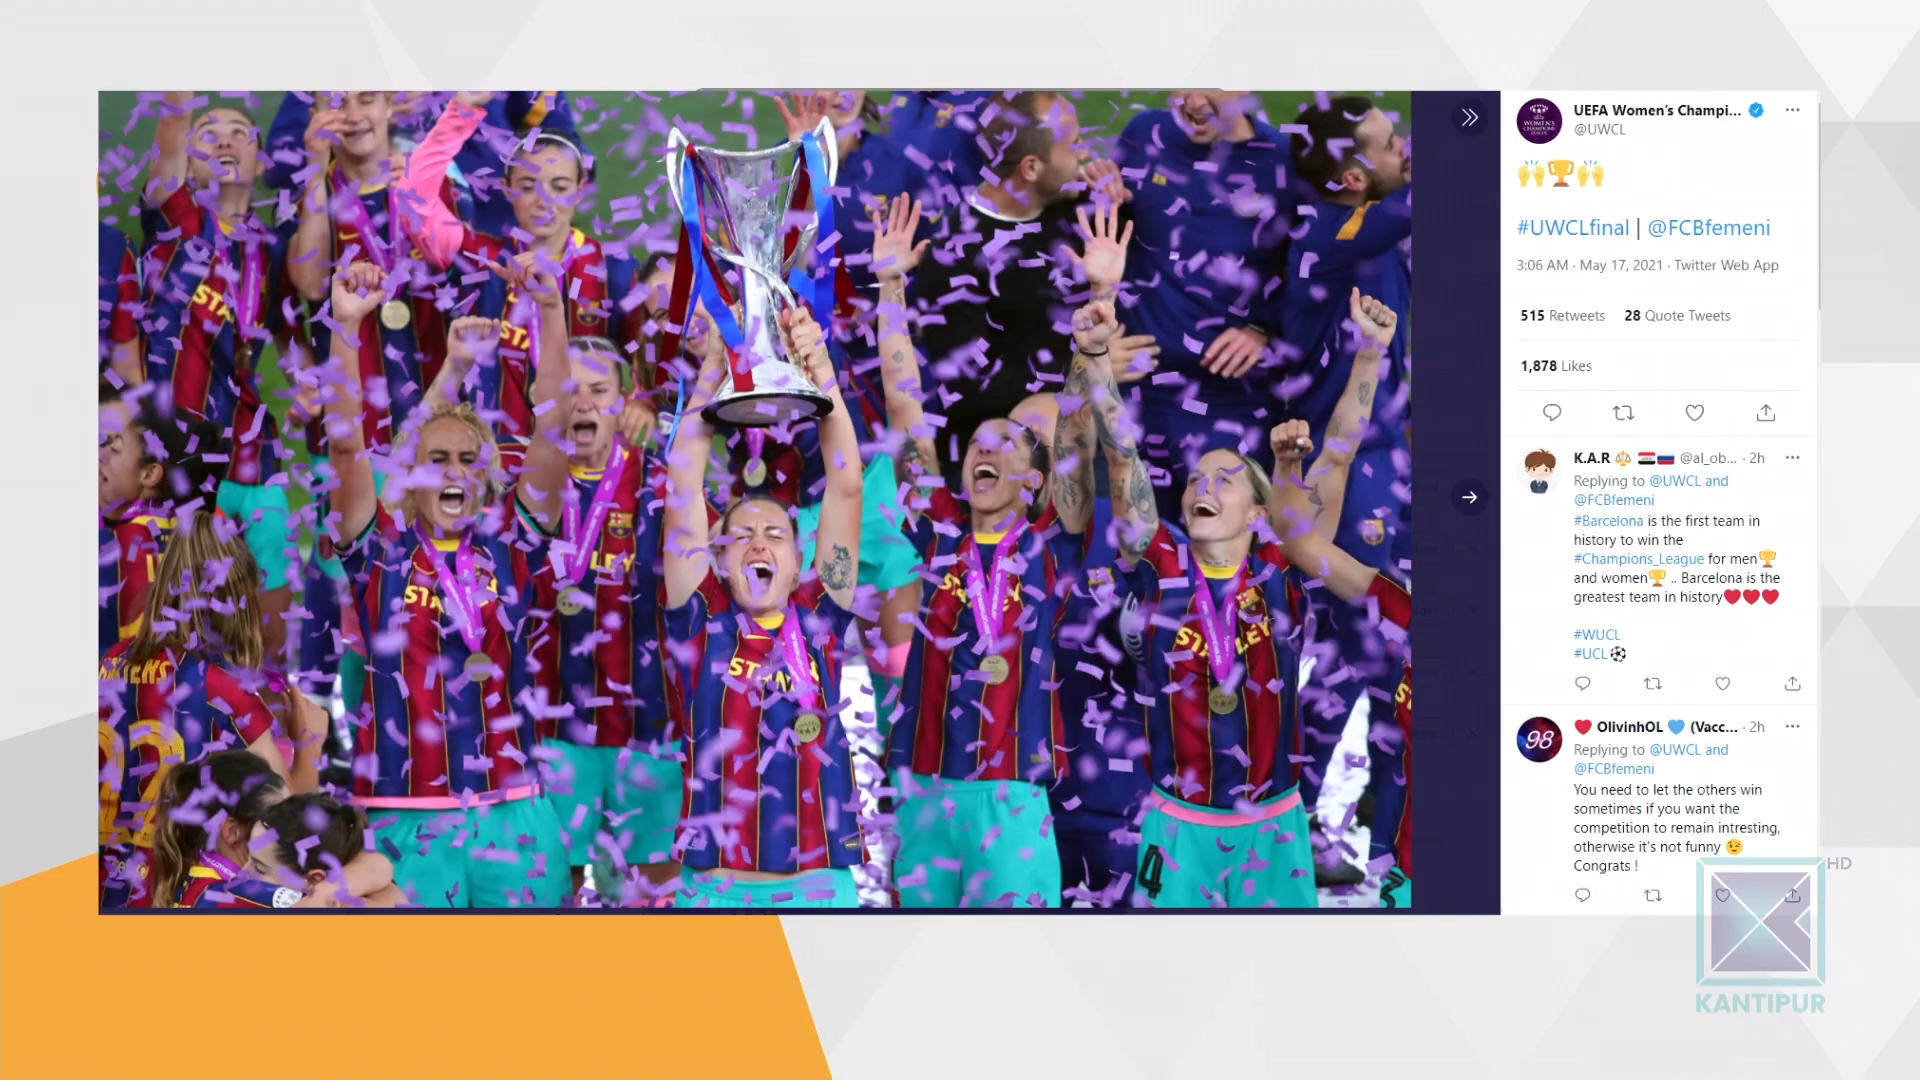 UEFA Women's Champi...
@UWCL
#UWCLfinal | @FCBfemeni
3:06 AM · May 17, 2021 · Twitter Web App
515 Retweets 28 Quote Tweets
1,878 Likes
K.A.R @al_ob... · 2h
Replying to @UWCL and
@FCBfemeni
#Barcelona is the first team in
history to win the
#Champions_League for men🏆
and women🏆 .. Barcelona is the
greatest team in history❤❤❤
#WUCL
#UCL⚽
❤ OlivinhOL 💙 (Vacc... · 2h
Replying to @UWCL and
@FCBfemeni
You need to let the others win
sometimes if you want the
competition to remain intresting,
otherwise it's not funny 😉
Congrats !
98
HD
KANTIPUR
STANLEY
4